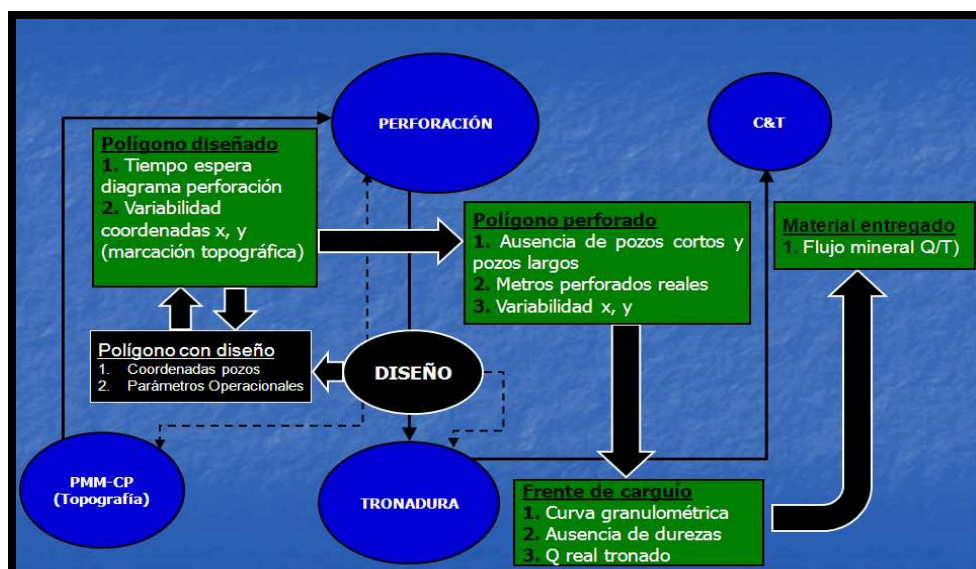 PERFORACIÓN
C&T
Polígono diseñado
1. Tiempo espera
diagrama perforación
2. Variabilidad
coordenadas x, y
(marcación topográfica)
Polígono perforado
1. Ausencia de pozos cortos y
pozos largos
2. Metros perforados reales
3. Variabilidad x, y
Material entregado
1. Flujo mineral Q/T)
Polígono con diseño
1. Coordenadas pozos
2. Parámetros Operacionales
DISEÑO
PMM-CP
(Topografía)
TRONADURA
Frente de carguío
1. Curva granulométrica
2. Ausencia de durezas
3. Q real tronado